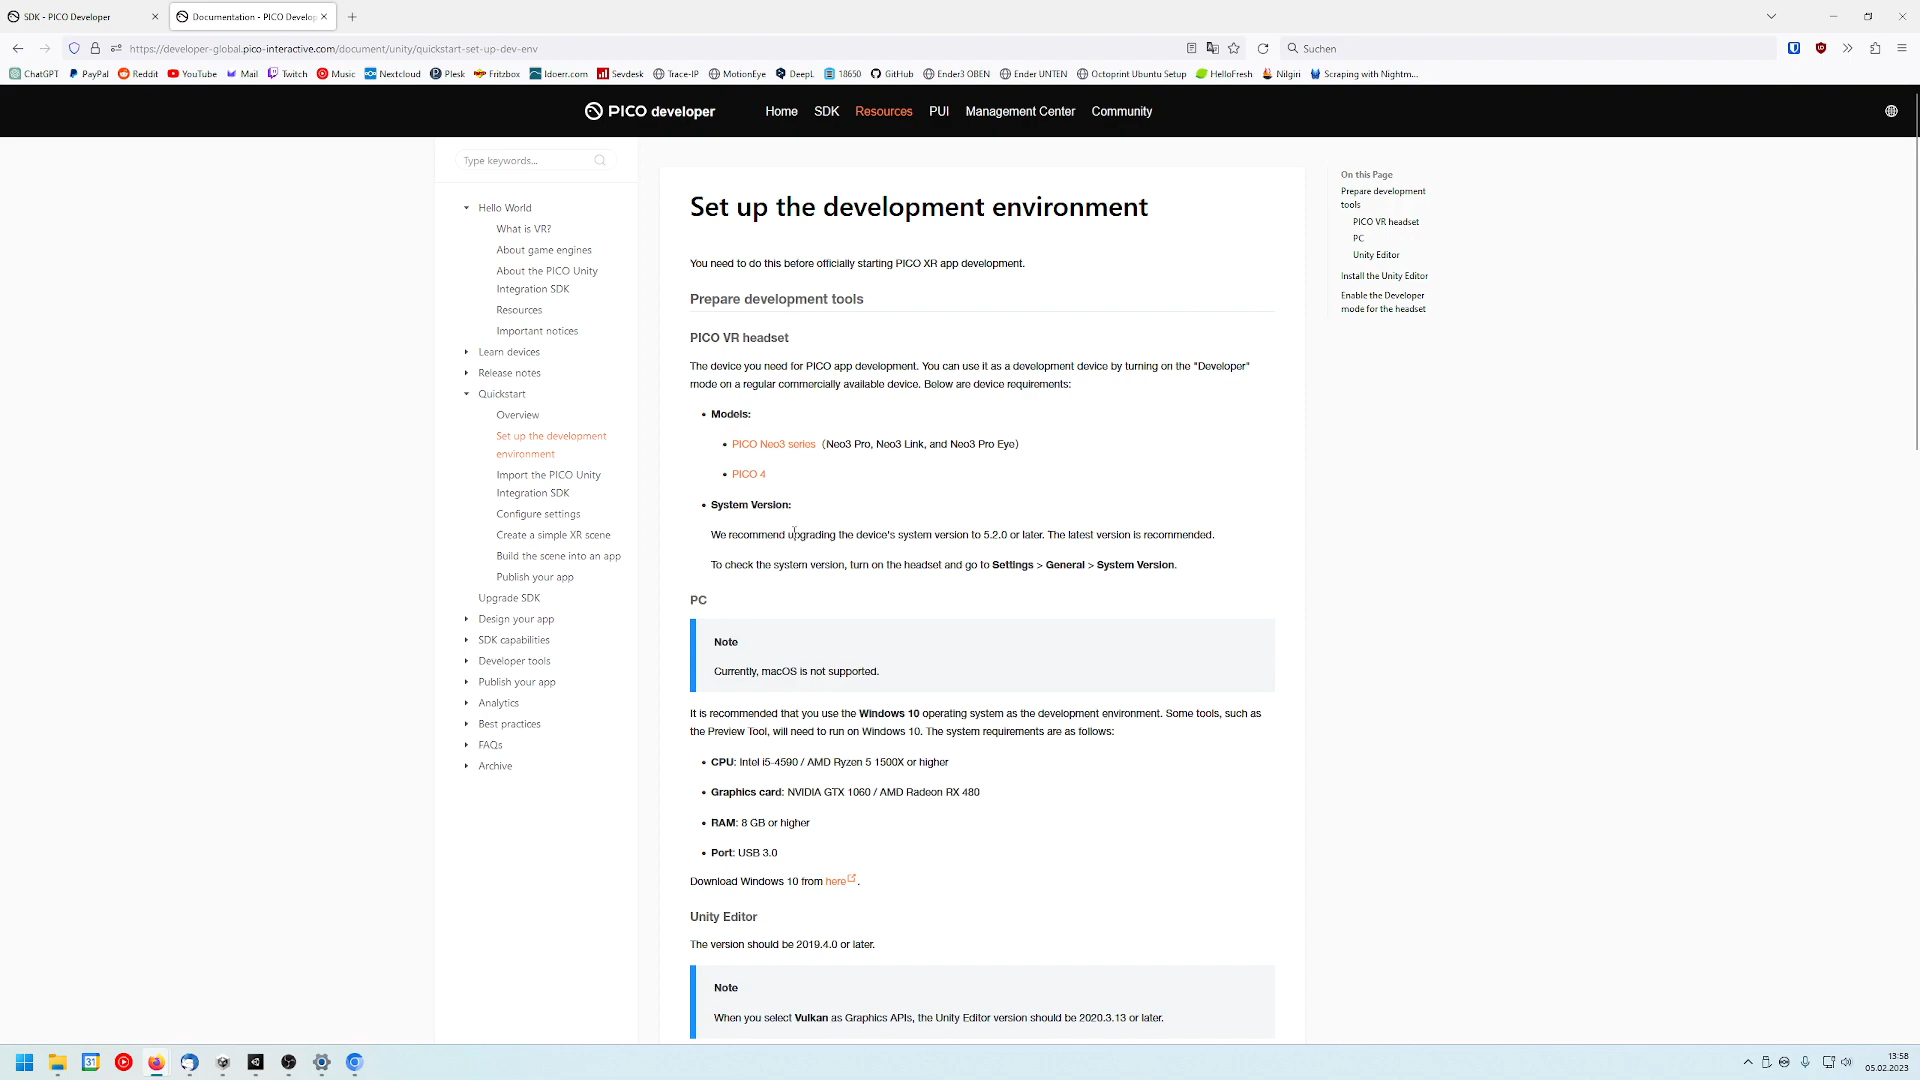 SDK - PICO Developer
Documentation - PICO Develop
https://developer-global.pico-interactive.com/document/unity/quickstart-set-up-dev-env
Suchen
ChatGPT PayPal Reddit YouTube Mail Twitch Music Nextcloud Plesk Fritzbox ldoerr.com Sevdesk Trace-IP MotionEye DeepL 18650 GitHub Ender3 OBEN Ender UNTEN Octoprint Ubuntu Setup HelloFresh Nilgiri Scraping with Nightm...
PICO developer Home SDK Resources PUI Management Center Community
Type keywords...
Hello World
What is VR?
About game engines
About the PICO Unity
Integration SDK
Resources
Important notices
Learn devices
Release notes
Quickstart
Overview
Set up the development
environment
Import the PICO Unity
Integration SDK
Configure settings
Create a simple XR scene
Build the scene into an app
Publish your app
Upgrade SDK
Design your app
SDK capabilities
Developer tools
Publish your app
Analytics
Best practices
FAQs
Archive
Set up the development environment
You need to do this before officially starting PICO XR app development.
Prepare development tools
PICO VR headset
The device you need for PICO app development. You can use it as a development device by turning on the "Developer"
mode on a regular commercially available device. Below are device requirements:
• Models:
• PICO Neo3 series（Neo3 Pro, Neo3 Link, and Neo3 Pro Eye）
• PICO 4
• System Version:
We recommend upgrading the device's system version to 5.2.0 or later. The latest version is recommended.
To check the system version, turn on the headset and go to Settings > General > System Version.
PC
Note
Currently, macOS is not supported.
It is recommended that you use the Windows 10 operating system as the development environment. Some tools, such as
the Preview Tool, will need to run on Windows 10. The system requirements are as follows:
• CPU: Intel i5-4590 / AMD Ryzen 5 1500X or higher
• Graphics card: NVIDIA GTX 1060 / AMD Radeon RX 480
• RAM: 8 GB or higher
• Port: USB 3.0
Download Windows 10 from here.
Unity Editor
The version should be 2019.4.0 or later.
Note
When you select Vulkan as Graphics APIs, the Unity Editor version should be 2020.3.13 or later.
On this Page
Prepare development
tools
PICO VR headset
PC
Unity Editor
Install the Unity Editor
Enable the Developer
mode for the headset
31
13:58
05.02.2023